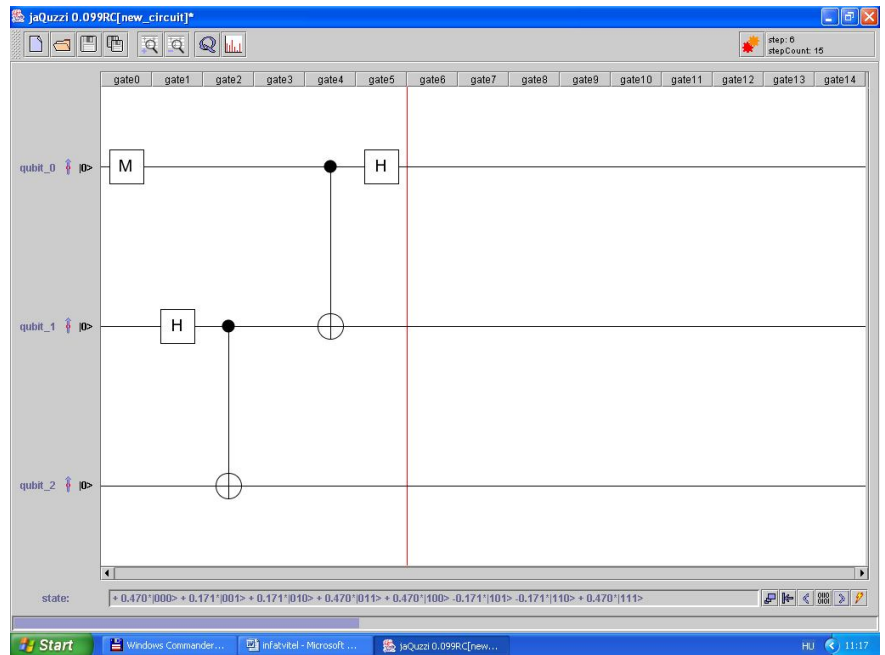 jaQuzzi 0.099RC[new_circuit]*
step: 6
stepCount: 15
gate0 gate1 gate2 gate3 gate4 gate5 gate6 gate7 gate8 gate9 gate10 gate11 gate12 gate13 gate14
qubit_0 |0> M H
qubit_1 |0> H
qubit_2 |0>
state: + 0.470*|000> + 0.171*|001> + 0.171*|010> + 0.470*|011> + 0.470*|100> -0.171*|101> -0.171*|110> + 0.470*|111>
Start Windows Commander... infatvitel - Microsoft ... jaQuzzi 0.099RC[new... HU 11:17